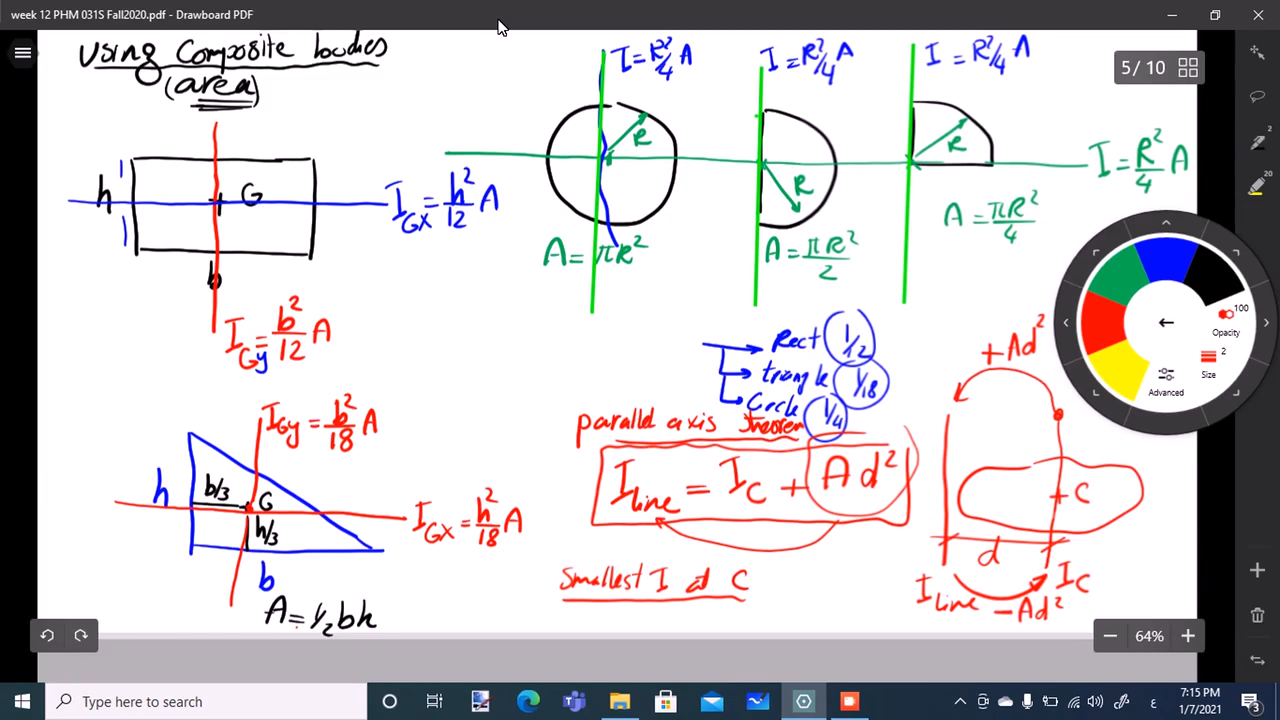 week 12 PHM 031S Fall2020.pdf - Drawboard PDF
using Composite bodies
(area)
h
G
b
I_Gx = h²/12 A
I_Gy = b²/12 A
I = R²/4 A
R
A = πR²
I = R²/4 A
R
A = πR²/2
I = R²/4 A
R
I = R²/4 A
A = πR²/4
5 / 10
100
Opacity
2
Size
Advanced
Rect 1/12
triangle 1/18
Circle 1/4
parallel axis theorem
I_line = I_C + Ad²
Smallest I at C
+Ad²
C
d
I_line
I_C
-Ad²
I_Gy = b²/18 A
h
b/3
G
h/3
I_Gx = h²/18 A
b
A = 1/2 bh
64%
Type here to search
ع
7:15 PM
1/7/2021
3